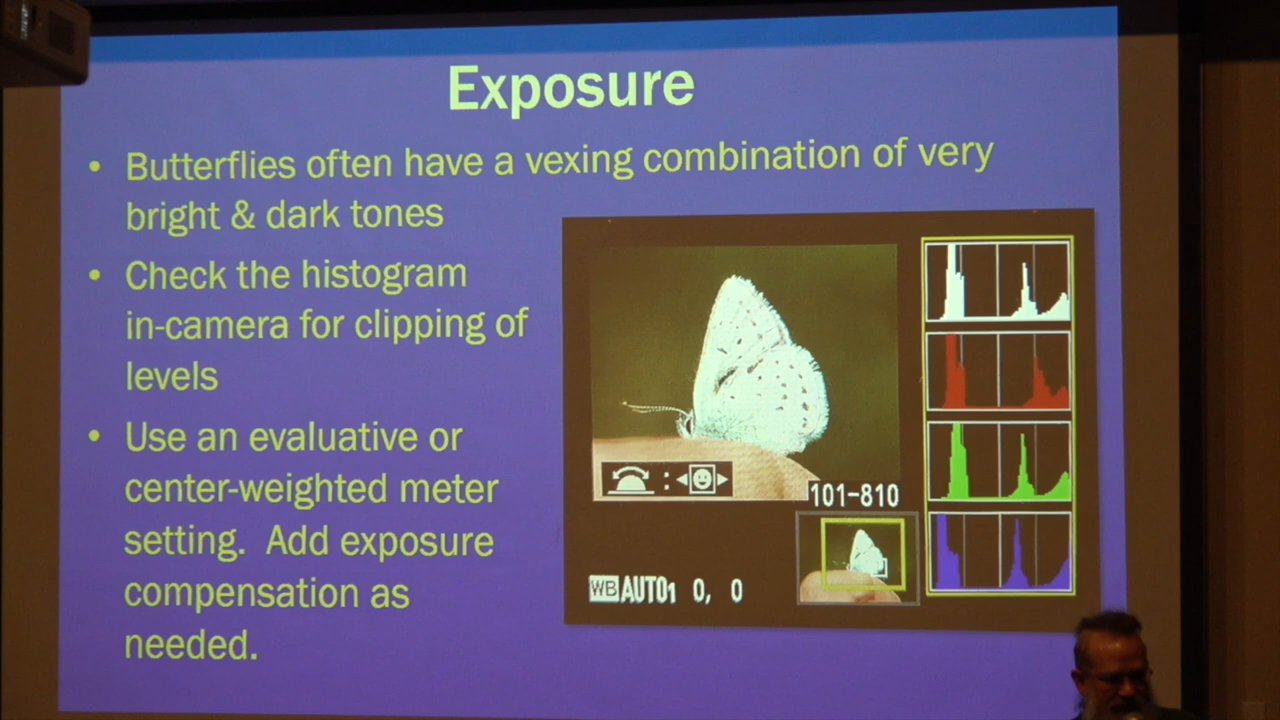 Exposure
• Butterflies often have a vexing combination of very
bright & dark tones
• Check the histogram
in-camera for clipping of
levels
• Use an evaluative or
center-weighted meter
setting.  Add exposure
compensation as
needed.
:
101-810
WB AUTO1 0, 0